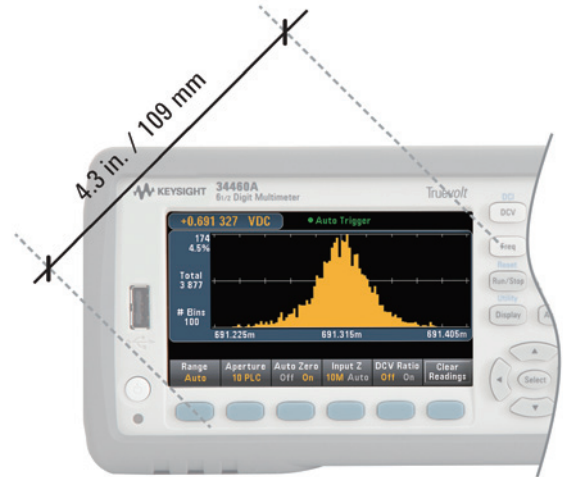 4.3 in. / 109 mm
KEYSIGHT 34460A
6½ Digit Multimeter
Truevolt
+0.691 327 VDC
Auto Trigger
174
4.5%
Total
3 877
# Bins
100
691.225m 691.315m 691.405m
Range Aperture Auto Zero Input Z DCV Ratio Clear
Auto 10 PLC Off On 10M Auto Off On Readings
DCI
DCV
Freq
Reset
Run/Stop
Utility
Display A
Select